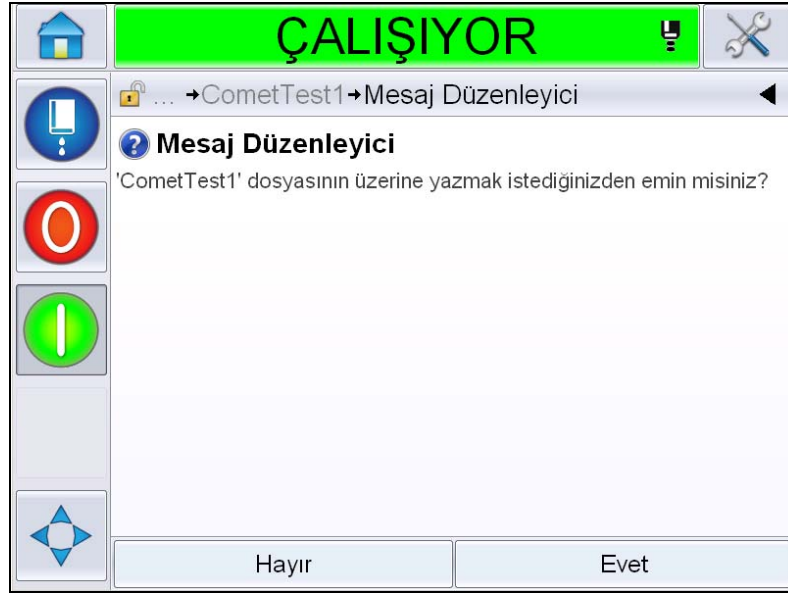 ÇALIŞIYOR
... →CometTest1→Mesaj Düzenleyici
Mesaj Düzenleyici
'CometTest1' dosyasının üzerine yazmak istediğinizden emin misiniz?
Hayır
Evet